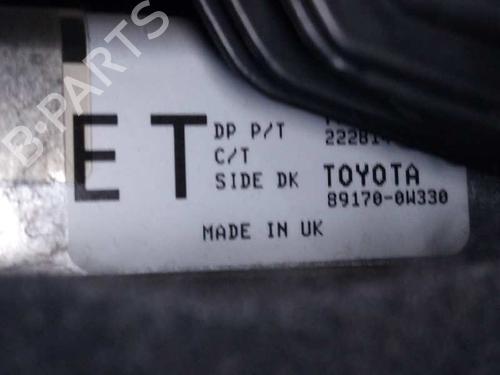 B-PARTS
ET
DP P/T
C/T
SIDE DK TOYOTA
89170-0W330
MADE IN UK